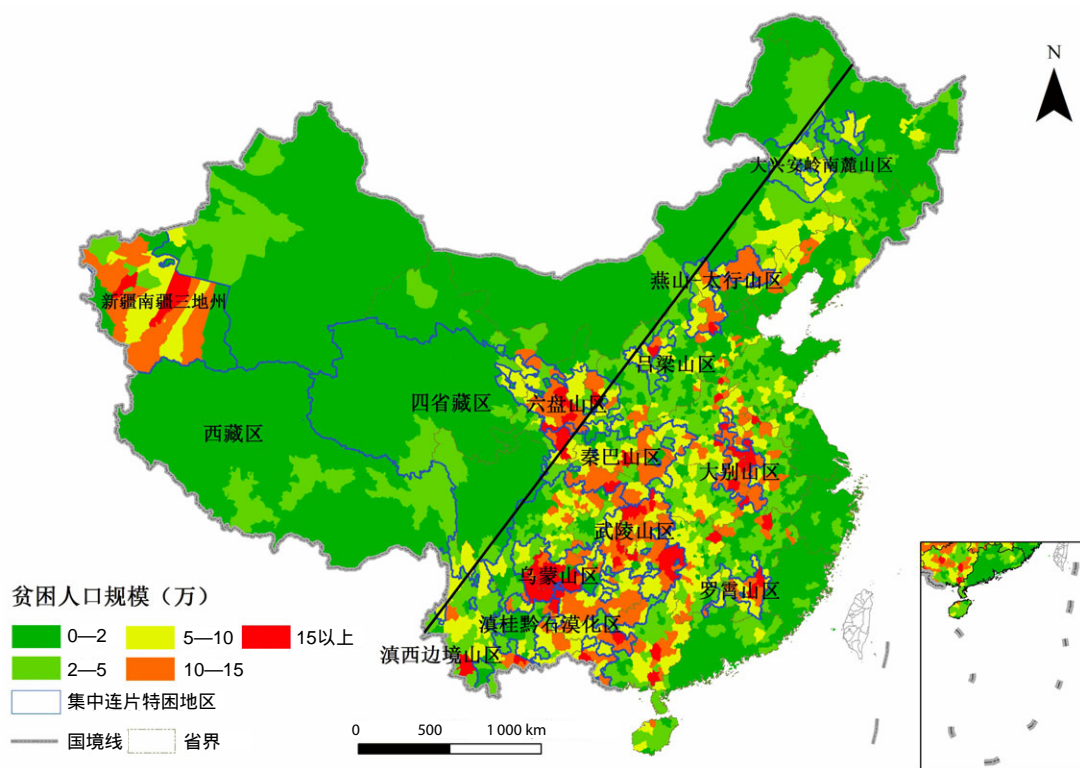 N
大兴安岭南麓山区
燕山-太行山区
新疆南疆三地州
吕梁山区
四省藏区
六盘山区
西藏区
秦巴山区
大别山区
武陵山区
乌蒙山区
罗霄山区
滇桂黔石漠化区
滇西边境山区
贫困人口规模（万）
0—2 5—10 15以上
2—5 10—15
集中连片特困地区
国境线 省界
0 500 1 000 km